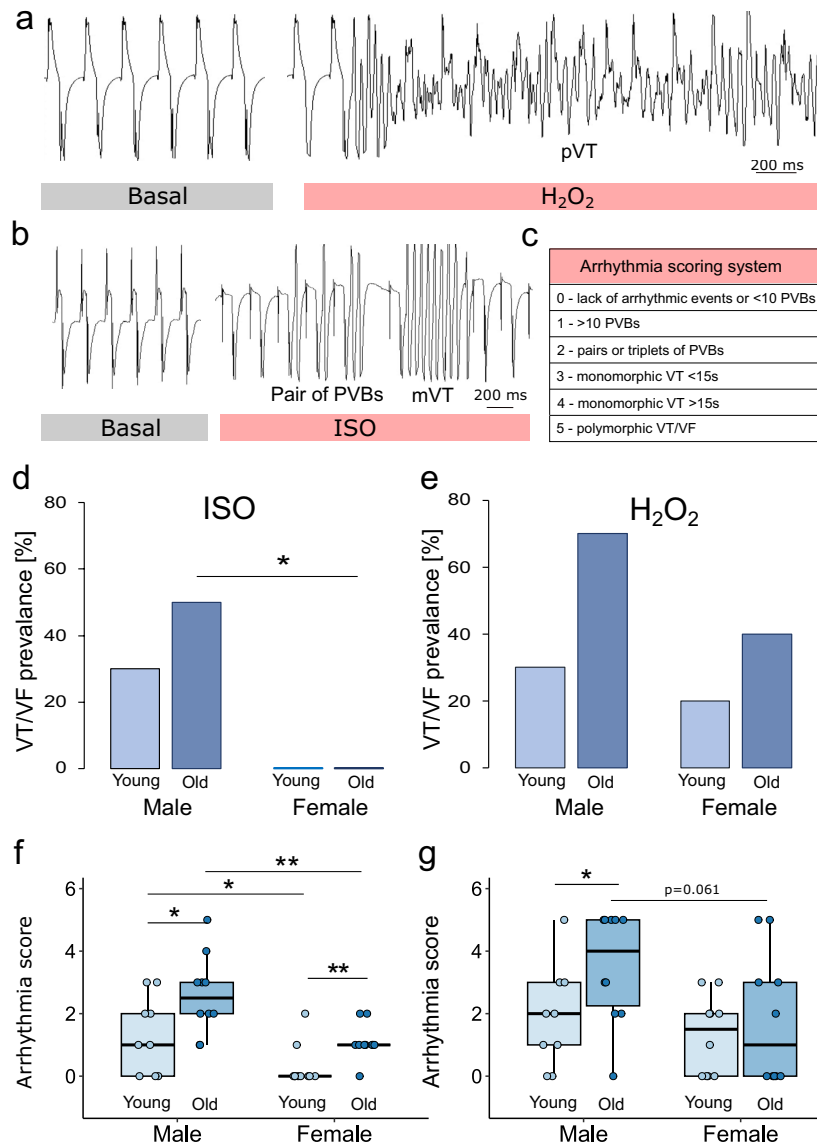 a
pVT
200 ms
Basal
H₂O₂
b
c
Arrhythmia scoring system
0 - lack of arrhythmic events or <10 PVBs
1 - >10 PVBs
2 - pairs or triplets of PVBs
3 - monomorphic VT <15s
4 - monomorphic VT >15s
5 - polymorphic VT/VF
Pair of PVBs
mVT
200 ms
Basal
ISO
d
ISO
VT/VF prevalance [%]
80
60
40
20
0
*
Young
Old
Young
Old
Male
Female
e
H₂O₂
VT/VF prevalance [%]
80
60
40
20
0
Young
Old
Young
Old
Male
Female
f
Arrhythmia score
6
4
2
0
**
*
*
**
Young
Old
Young
Old
Male
Female
g
Arrhythmia score
6
4
2
0
*
p=0.061
Young
Old
Young
Old
Male
Female